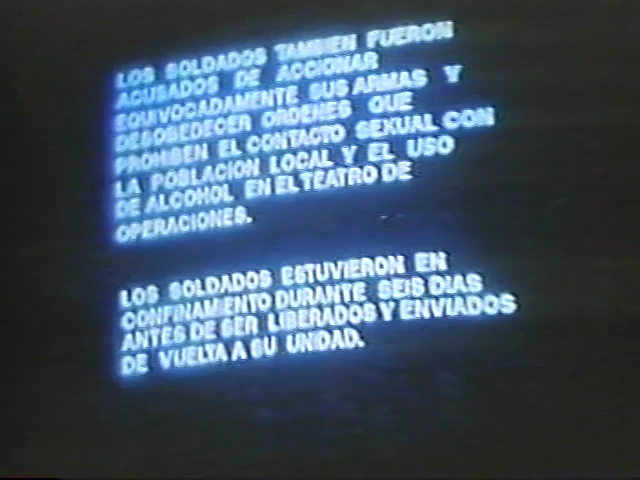 LOS SOLDADOS TAMBIEN FUERON
ACUSADOS DE ACCIONAR
EQUIVOCADAMENTE SUS ARMAS Y
DESOBEDECER ORDENES QUE
PROHIBEN EL CONTACTO SEXUAL CON
LA POBLACION LOCAL Y EL USO
DE ALCOHOL EN EL TEATRO DE
OPERACIONES.
LOS SOLDADOS ESTUVIERON EN
CONFINAMIENTO DURANTE SEIS DIAS
ANTES DE SER LIBERADOS Y ENVIADOS
DE VUELTA A SU UNIDAD.